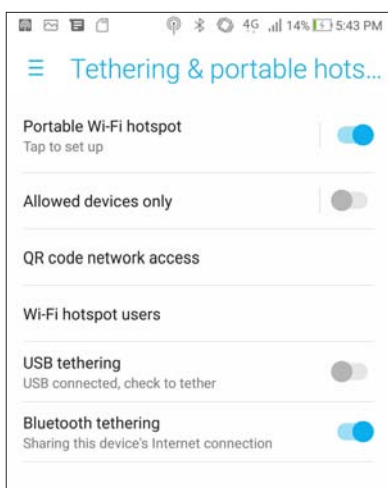 4G 14% 5:43 PM
Tethering & portable hots...
Portable Wi-Fi hotspot
Tap to set up
Allowed devices only
QR code network access
Wi-Fi hotspot users
USB tethering
USB connected, check to tether
Bluetooth tethering
Sharing this device's Internet connection